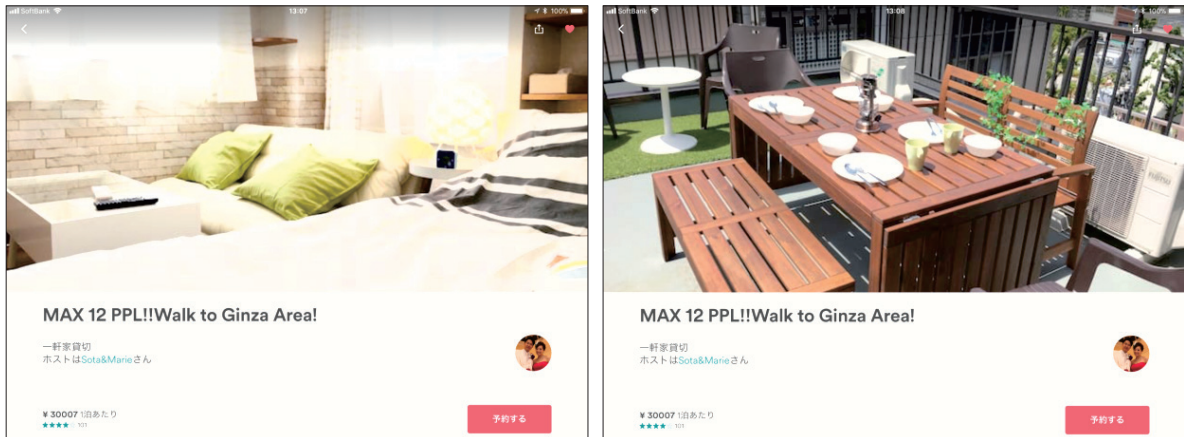 SoftBank 13:07 100%
MAX 12 PPL!!Walk to Ginza Area!
一軒家貸切
ホストはSota&Marieさん
¥ 30007 1泊あたり
101
予約する
SoftBank 13:08 100%
FUJITSU
MAX 12 PPL!!Walk to Ginza Area!
一軒家貸切
ホストはSota&Marieさん
¥ 30007 1泊あたり
101
予約する